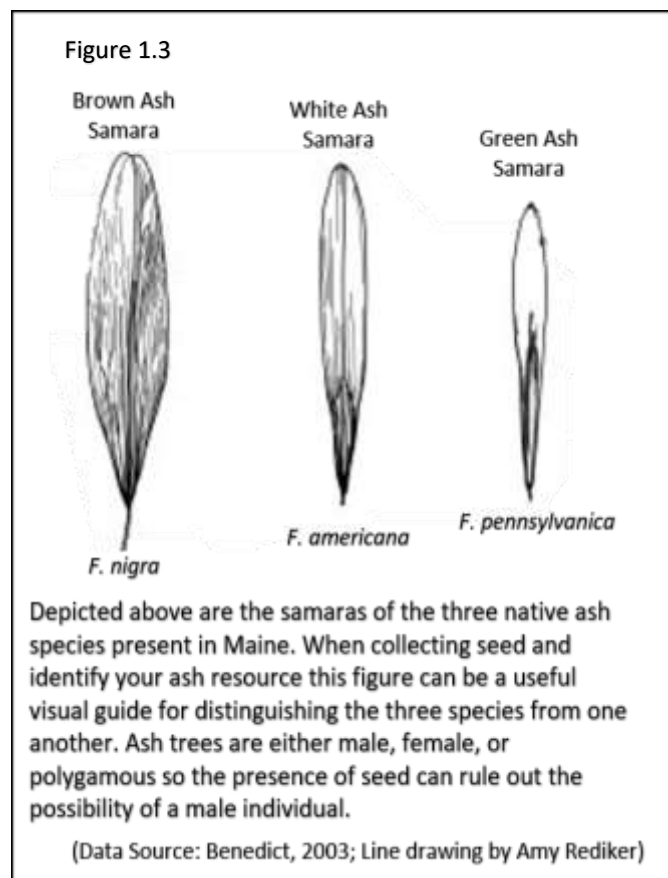 Figure 1.3
Brown Ash
Samara
White Ash
Samara
Green Ash
Samara
F. nigra
F. americana
F. pennsylvanica
Depicted above are the samaras of the three native ash
species present in Maine. When collecting seed and
identify your ash resource this figure can be a useful
visual guide for distinguishing the three species from one
another. Ash trees are either male, female, or
polygamous so the presence of seed can rule out the
possibility of a male individual.
(Data Source: Benedict, 2003; Line drawing by Amy Rediker)